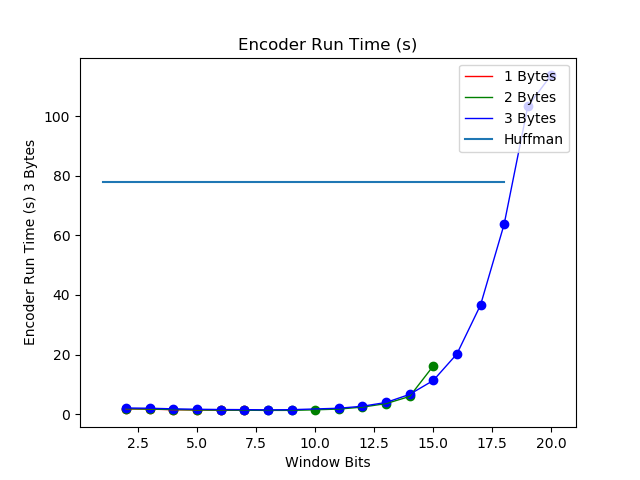 Encoder Run Time (s)
Encoder Run Time (s) 3 Bytes
100
80
60
40
20
0
1 Bytes
2 Bytes
3 Bytes
Huffman
2.5 5.0 7.5 10.0 12.5 15.0 17.5 20.0
Window Bits